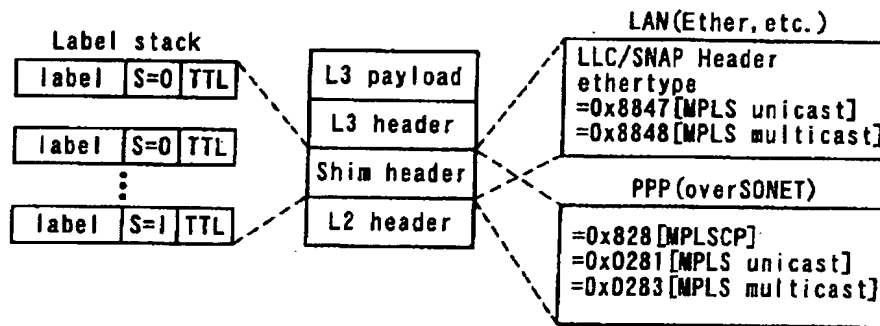 Label stack
label S=0 TTL
label S=0 TTL
label S=1 TTL
L3 payload
L3 header
Shim header
L2 header
LAN(Ether, etc.)
LLC/SNAP Header
ethertype
=0x8847[MPLS unicast]
=0x8848[MPLS multicast]
PPP(overSONET)
=0x828[MPLSCP]
=0x0281[MPLS unicast]
=0x0283[MPLS multicast]